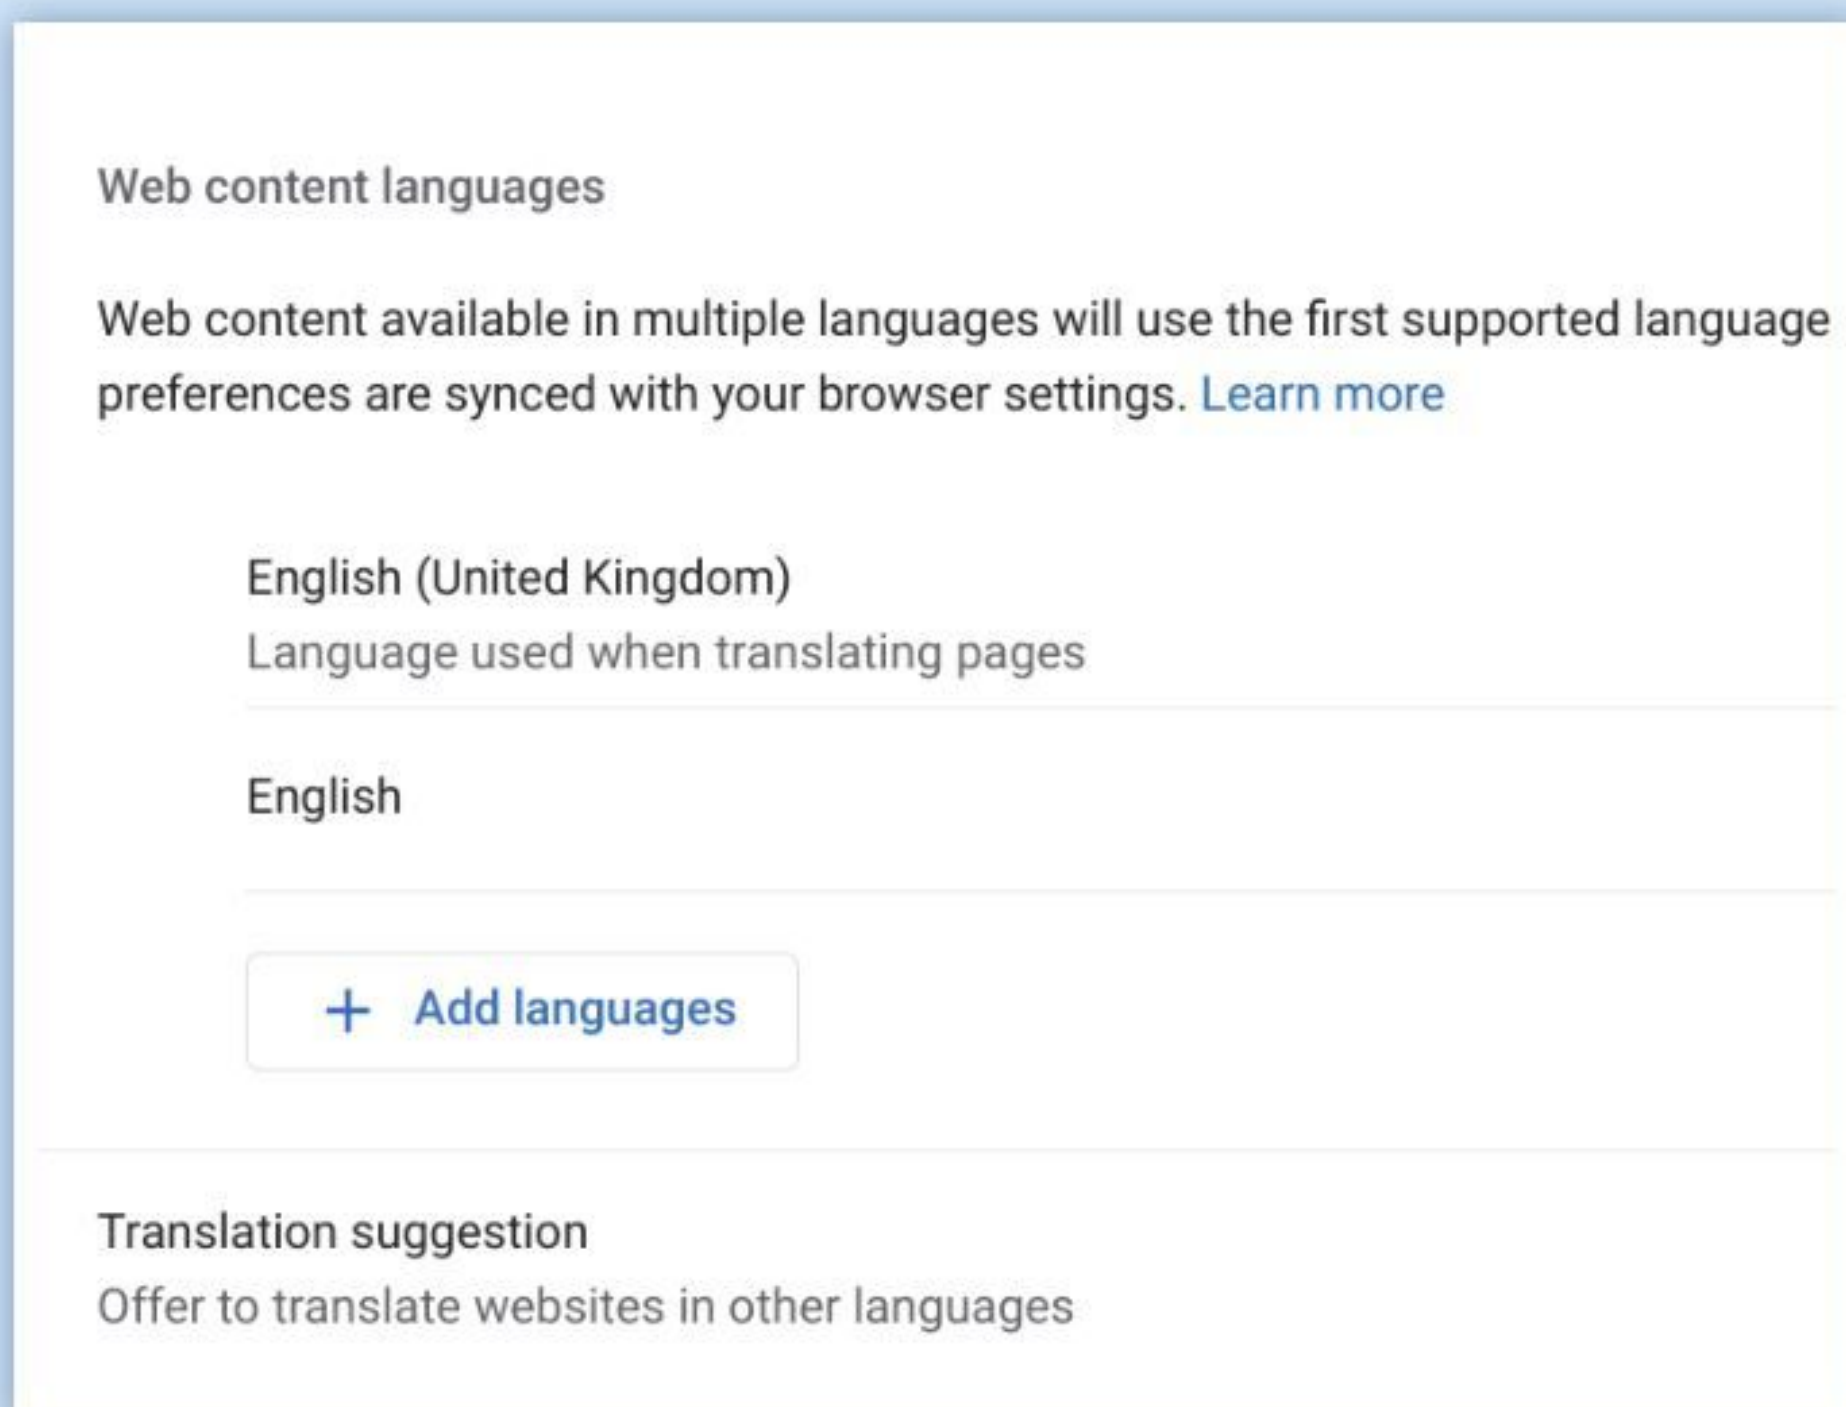 Web content languages
Web content available in multiple languages will use the first supported language
preferences are synced with your browser settings. Learn more
English (United Kingdom)
Language used when translating pages
English
+ Add languages
Translation suggestion
Offer to translate websites in other languages